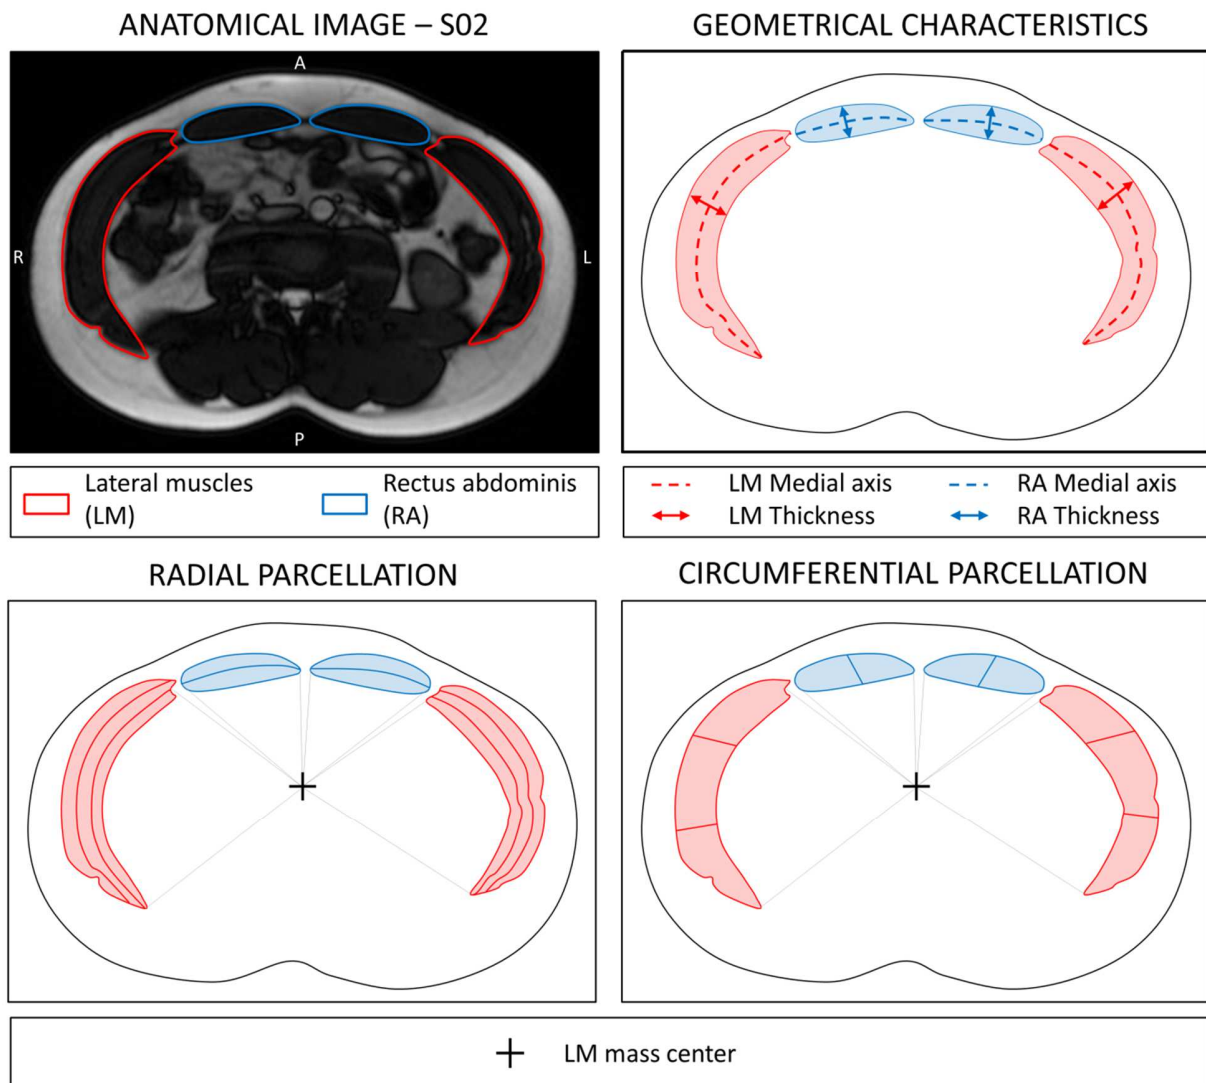 ANATOMICAL IMAGE – S02
GEOMETRICAL CHARACTERISTICS
A
R
L
P
Lateral muscles
(LM)
Rectus abdominis
(RA)
LM Medial axis
RA Medial axis
LM Thickness
RA Thickness
RADIAL PARCELLATION
CIRCUMFERENTIAL PARCELLATION
LM mass center